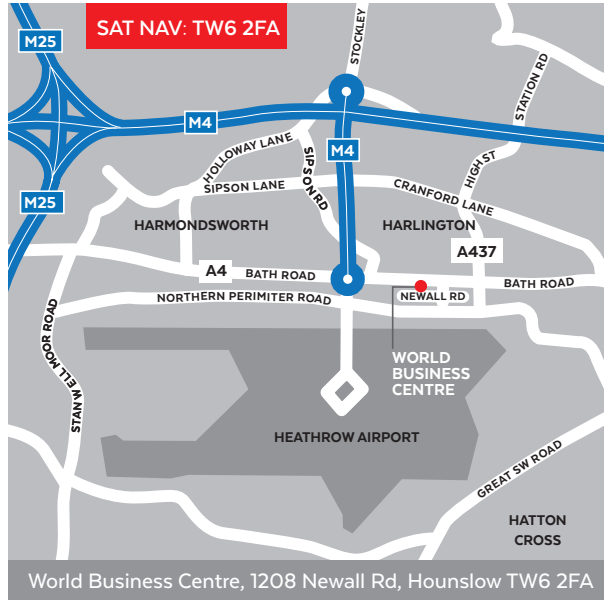 SAT NAV: TW6 2FA
M25
STOCKLEY
STATION RD
M4
HOLLOWAY LANE
SIPSON RD
M4
HIGH ST
M25
SIPSON LANE
CRANFORD LANE
HARMONDSWORTH
HARLINGTON
A437
A4
BATH ROAD
BATH ROAD
NORTHERN PERIMITER ROAD
NEWALL RD
STANWELL MOOR ROAD
WORLD
BUSINESS
CENTRE
HEATHROW AIRPORT
GREAT SW ROAD
HATTON
CROSS
World Business Centre, 1208 Newall Rd, Hounslow TW6 2FA